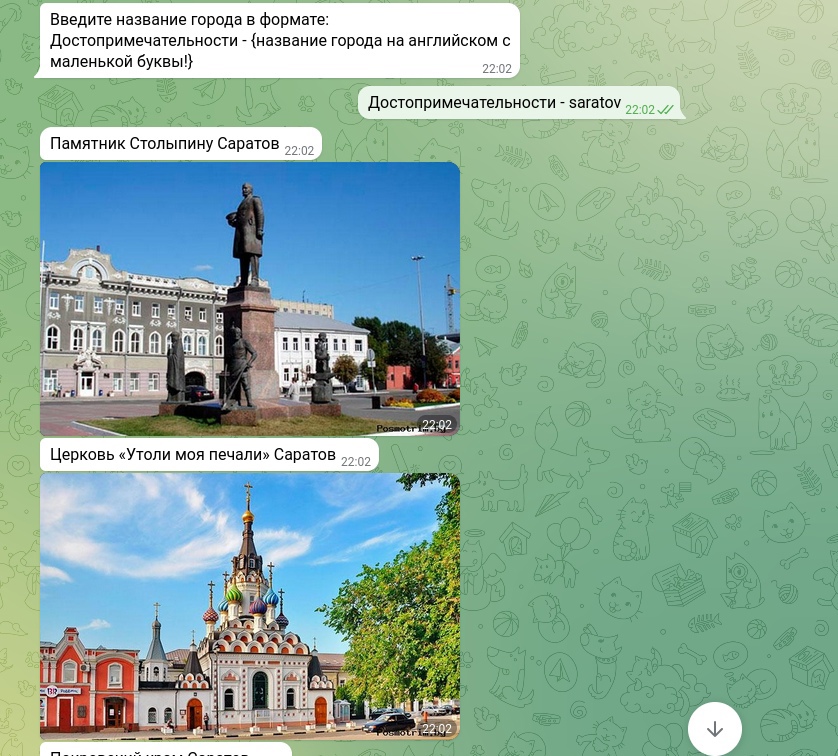 Введите название города в формате:
Достопримечательности - {название города на английском с
маленькой буквы!}
22:02
Достопримечательности - saratov 22:02
Памятник Столыпину Саратов 22:02
22:02
Церковь «Утоли моя печали» Саратов 22:02
22:02